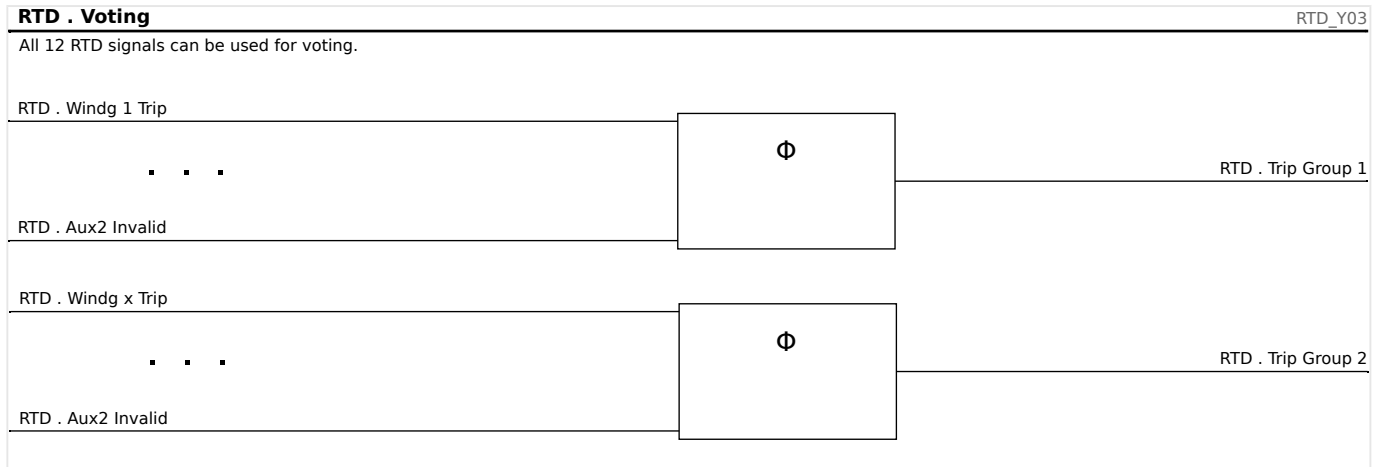 RTD . Voting
RTD_Y03
All 12 RTD signals can be used for voting.
RTD . Windg 1 Trip
Φ
. . .
RTD . Trip Group 1
RTD . Aux2 Invalid
RTD . Windg x Trip
Φ
. . .
RTD . Trip Group 2
RTD . Aux2 Invalid